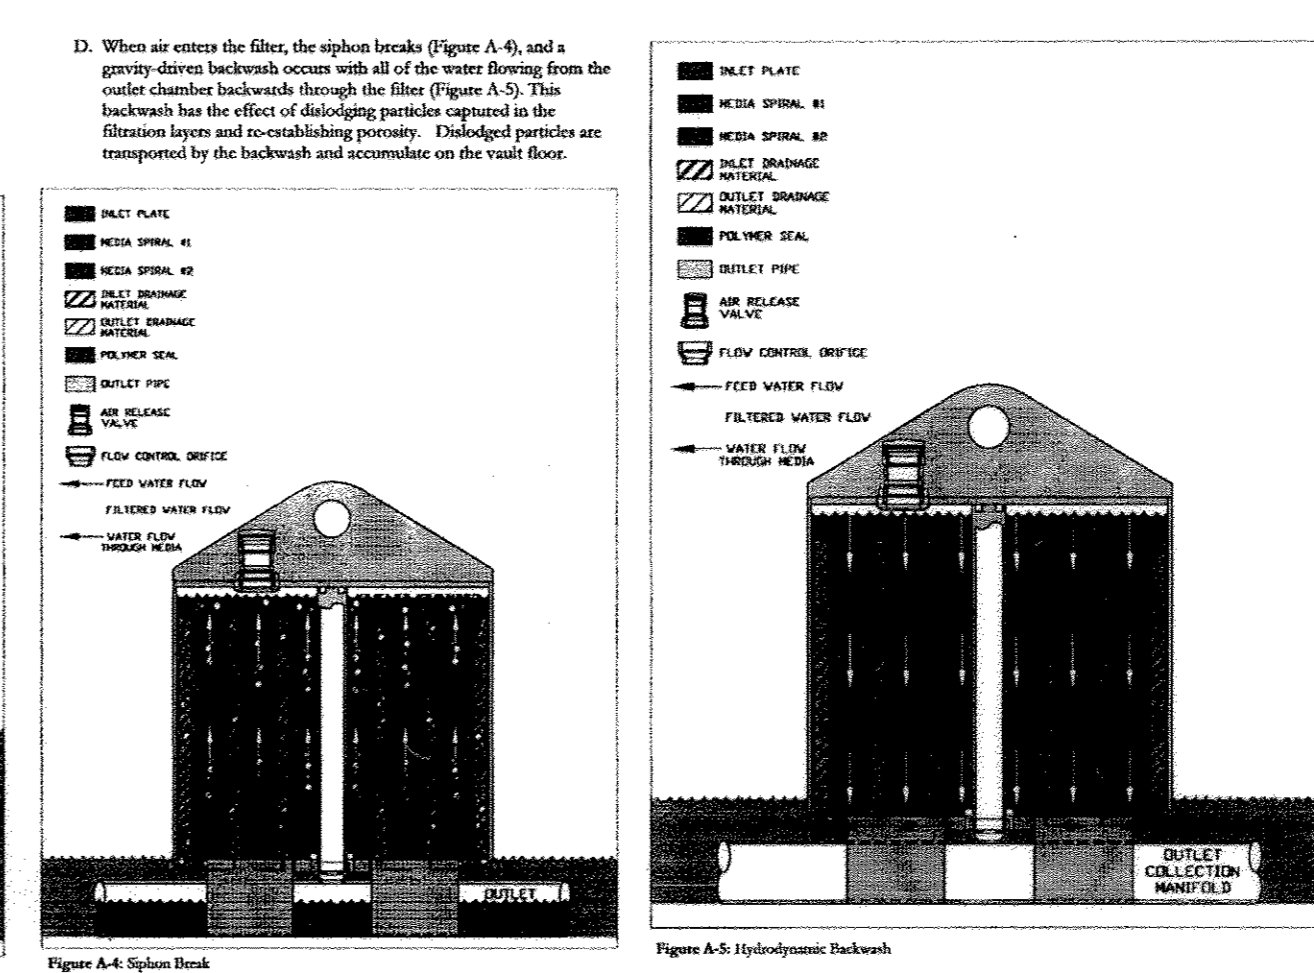 D. When air enters the filter, the siphon breaks (Figure A-4), and a
gravity-driven backwash occurs with all of the water flowing from the
outlet chamber backwards through the filter (Figure A-5). This
backwash has the effect of dislodging particles captured in the
filtration layers and re-establishing porosity. Dislodged particles are
transported by the backwash and accumulate on the vault floor.
INLET PLATE
MEDIA SPIRAL #1
MEDIA SPIRAL #2
INLET DRAINAGE
MATERIAL
OUTLET DRAINAGE
MATERIAL
POLYMER SEAL
OUTLET PIPE
AIR RELEASE
VALVE
FLOW CONTROL ORIFICE
FEED WATER FLOW
FILTERED WATER FLOW
WATER FLOW
THROUGH MEDIA
OUTLET
Figure A-4: Siphon Break
INLET PLATE
MEDIA SPIRAL #1
MEDIA SPIRAL #2
INLET DRAINAGE
MATERIAL
OUTLET DRAINAGE
MATERIAL
POLYMER SEAL
OUTLET PIPE
AIR RELEASE
VALVE
FLOW CONTROL ORIFICE
FEED WATER FLOW
FILTERED WATER FLOW
WATER FLOW
THROUGH MEDIA
OUTLET
COLLECTION
MANIFOLD
Figure A-5: Hydrodynamic Backwash